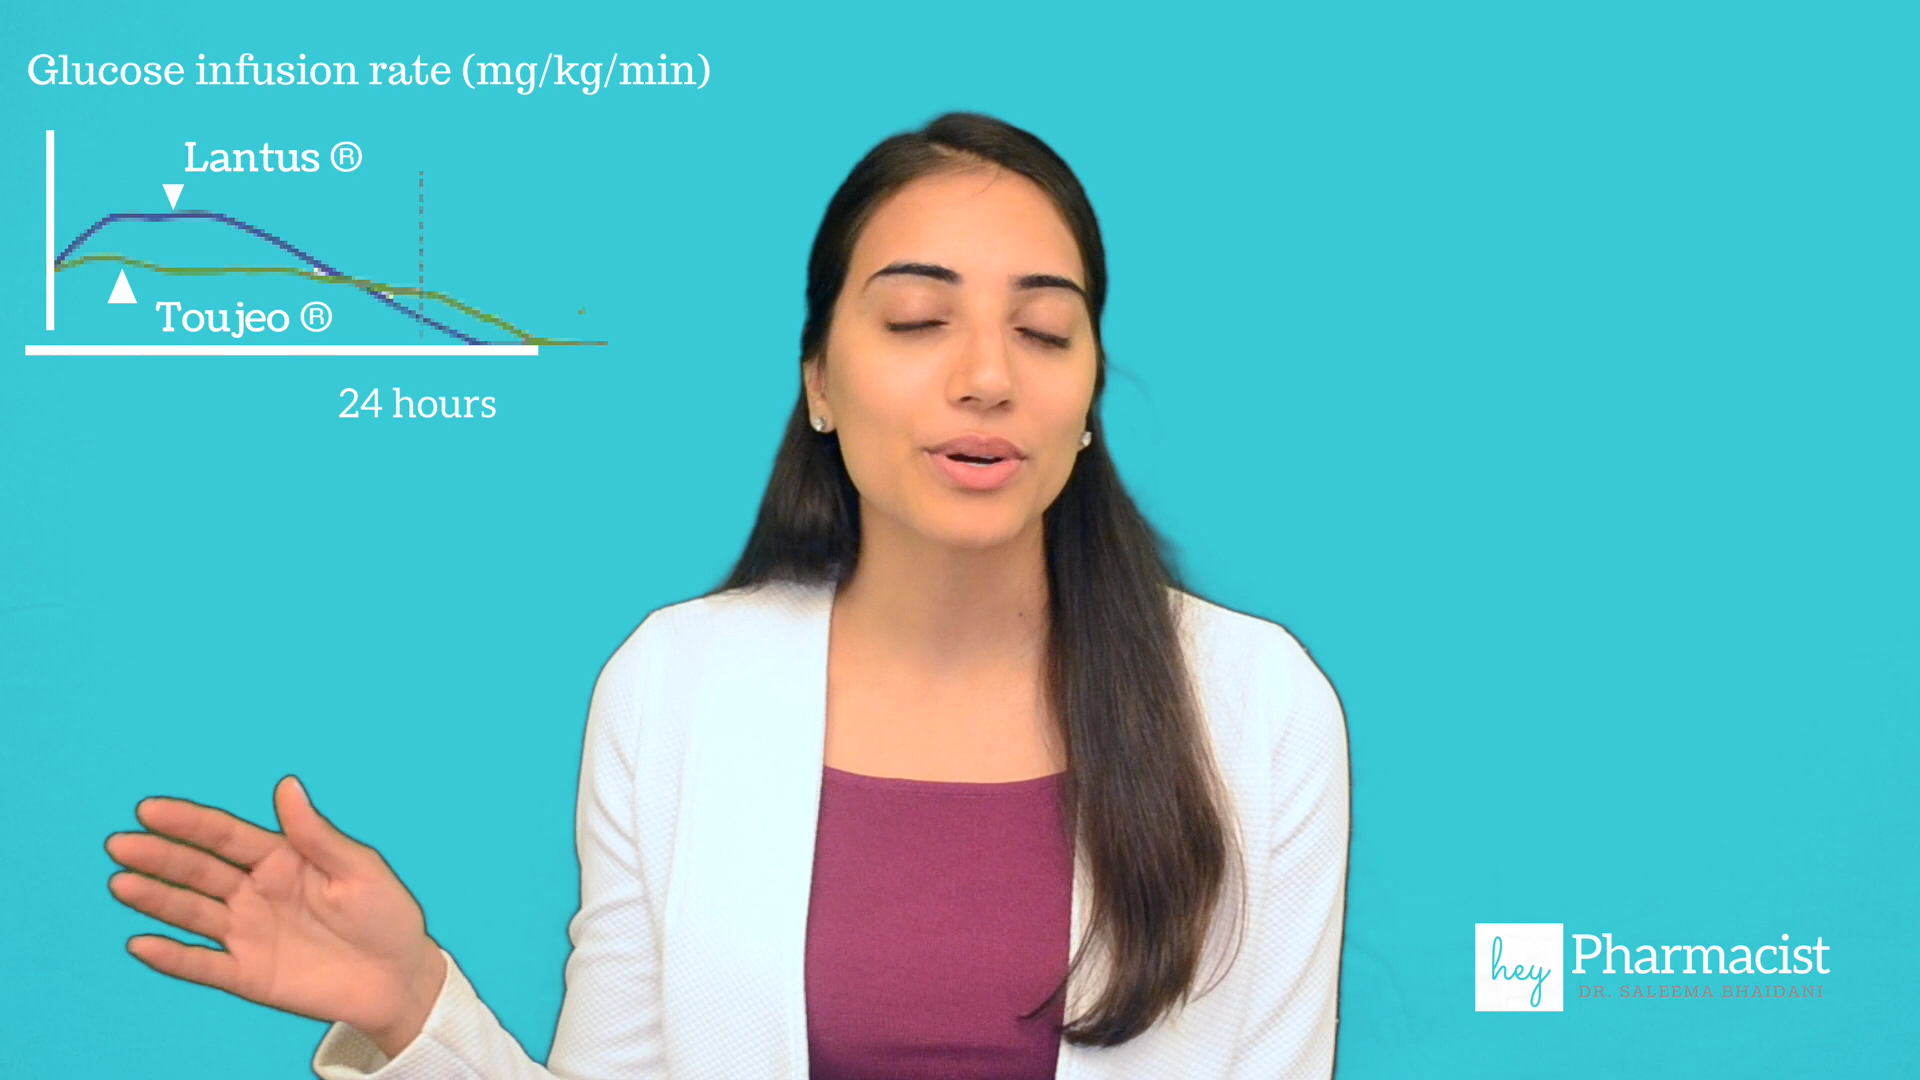 Glucose infusion rate (mg/kg/min)
Lantus ®
Toujeo ®
24 hours
hey
Pharmacist
DR. SALEEMA BHAIDANI